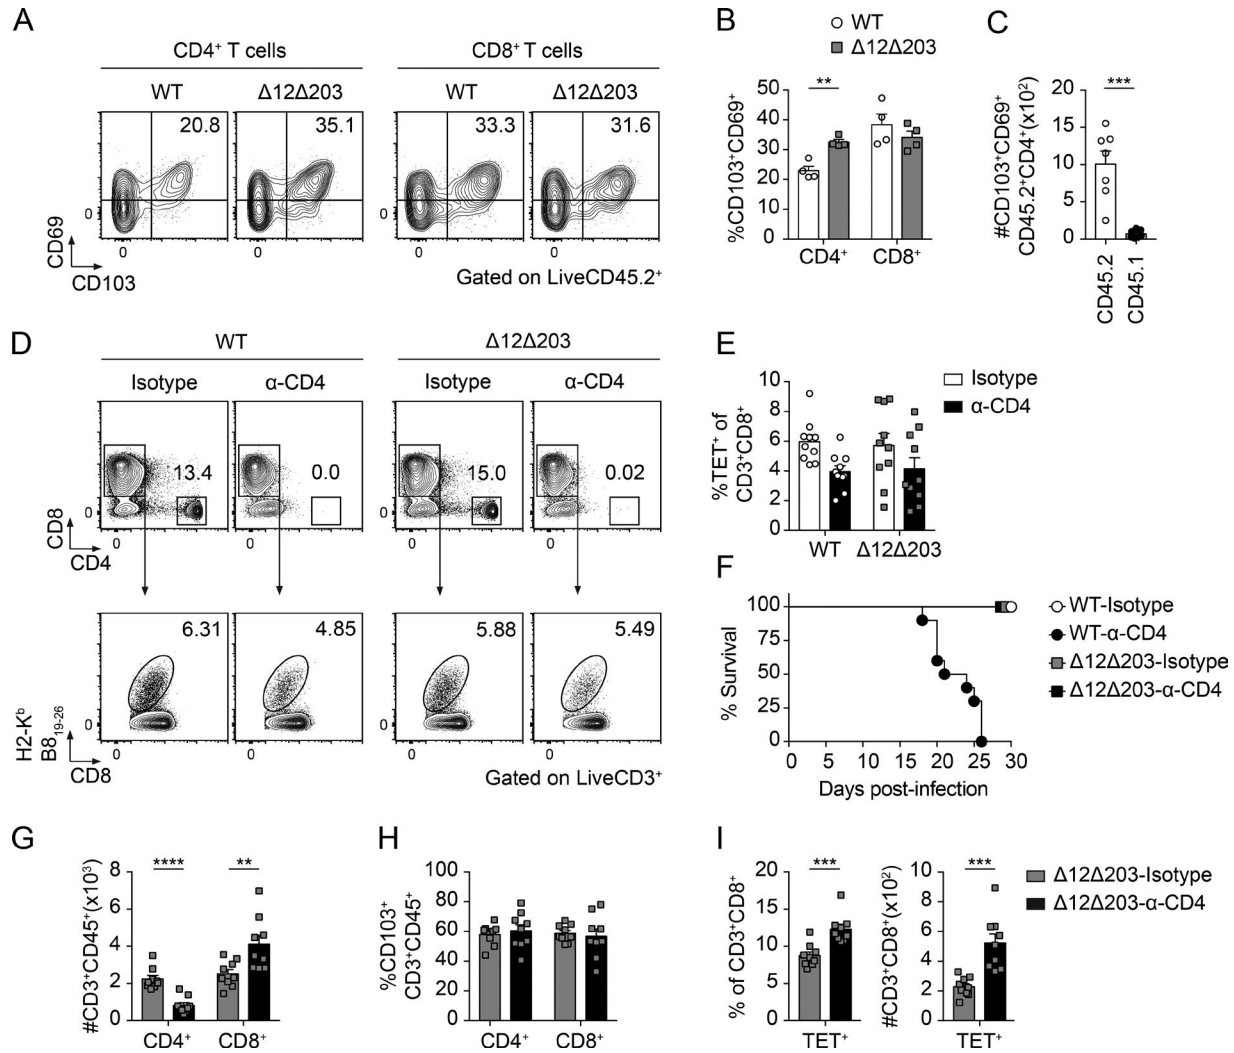 A
CD4⁺ T cells
CD8⁺ T cells
WT
Δ12Δ203
WT
Δ12Δ203
20.8
35.1
33.3
31.6
0
0
0
0
0
0
CD69
CD103
Gated on LiveCD45.2⁺
B
WT
Δ12Δ203
%CD103⁺CD69⁺
50
40
30
20
10
0
**
CD4⁺
CD8⁺
C
#CD103⁺CD69⁺
CD45.2⁺CD4⁺(x10²)
20
15
10
5
0
***
CD45.2
CD45.1
D
WT
Δ12Δ203
Isotype
α-CD4
Isotype
α-CD4
13.4
0.0
15.0
0.02
0
0
0
0
0
0
CD8
CD4
6.31
4.85
5.88
5.49
0
0
0
0
0
0
H2-Kᵇ
B8₁₉₋₂₆
CD8
Gated on LiveCD3⁺
E
Isotype
α-CD4
%TET⁺ of
CD3⁺CD8⁺
10
8
6
4
2
0
WT
Δ12Δ203
F
% Survival
100
75
50
25
0
0
5
10
15
20
25
30
Days post-infection
WT-Isotype
WT-α-CD4
Δ12Δ203-Isotype
Δ12Δ203-α-CD4
G
#CD3⁺CD45⁺(x10³)
8
6
4
2
0
****
**
CD4⁺
CD8⁺
H
%CD103⁺
CD3⁺CD45⁺
100
80
60
40
20
0
CD4⁺
CD8⁺
I
% of CD3⁺CD8⁺
20
15
10
5
0
***
TET⁺
#CD3⁺CD8⁺(x10²)
10
8
6
4
2
0
***
TET⁺
Δ12Δ203-Isotype
Δ12Δ203-α-CD4